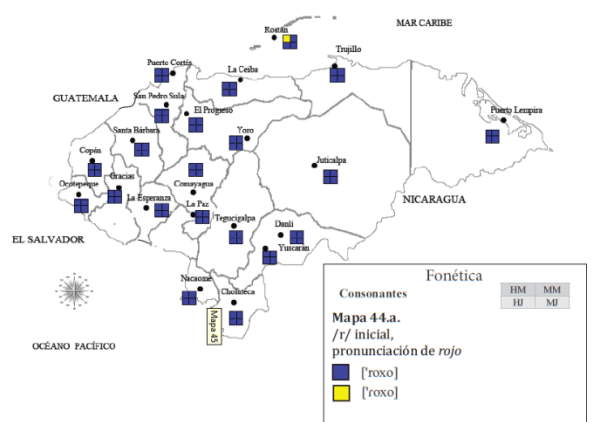 MAR CARIBE
Roatán
Trujillo
Puerto Cortés
La Ceiba
GUATEMALA
San Pedro Sula
El Progreso
Puerto Lempira
Santa Bárbara
Yoro
Copán
Juticalpa
Gracias
Ocotepeque
Comayagua
La Esperanza
NICARAGUA
La Paz
Tegucigalpa
Danlí
EL SALVADOR
Yuscarán
Nacaome
Choluteca
Mapa 45
OCÉANO PACÍFICO
Fonética
Consonantes
HM MM
HJ MJ
Mapa 44.a.
/r/ inicial,
pronunciación de rojo
['roxo]
['roxo]